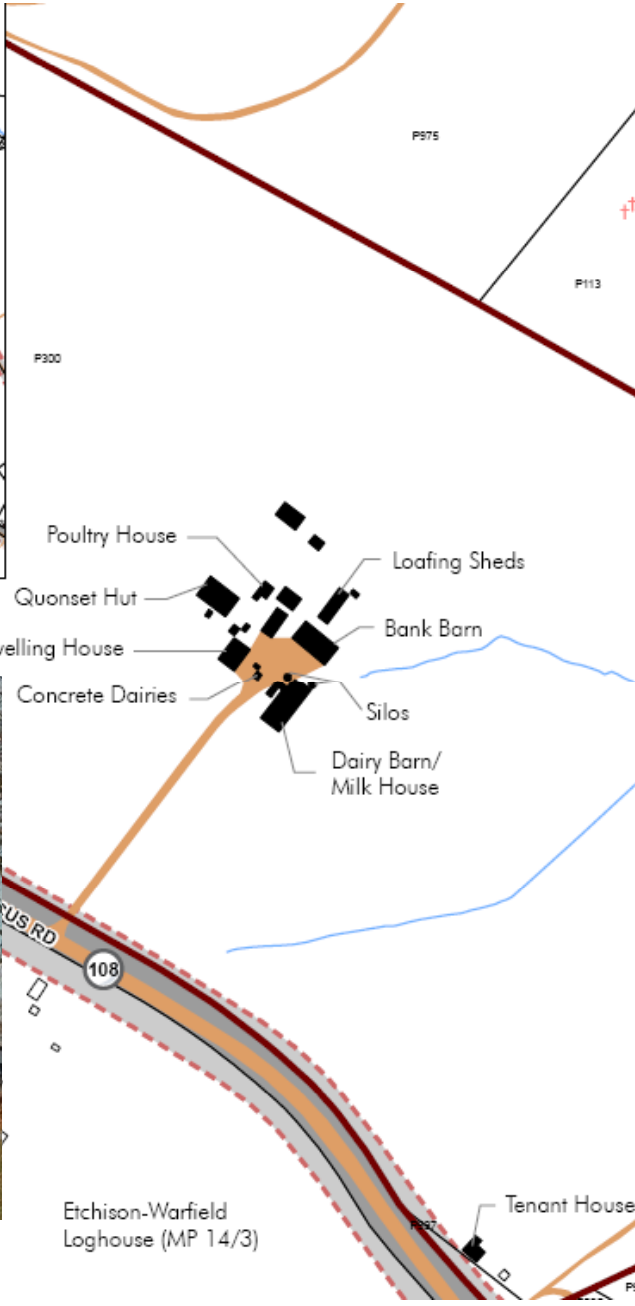 P975
P113
P300
Poultry House
Loafing Sheds
Quonset Hut
Bank Barn
velling House
Concrete Dairies
Silos
Dairy Barn/
Milk House
SUS RD
108
Etchison-Warfield
Loghouse (MP 14/3)
Tenant House